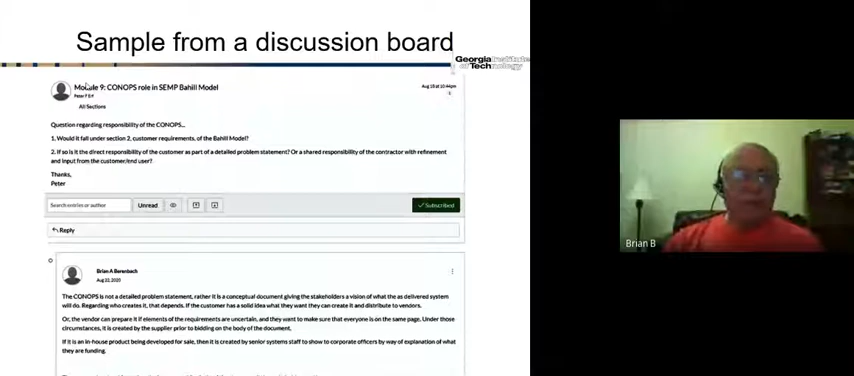 Sample from a discussion board
Georgia Institute
of Technology
Module 9: CONOPS role in SEMP Bahill Model
Peter F Erf
All Sections
Aug 18 at 10:44pm
Question regarding responsibility of the CONOPS...
1. Would it fall under section 2, customer requirements, of the Bahill Model?
2. If so is it the direct responsibility of the customer as part of a detailed problem statement? Or a shared responsibility of the contractor with refinement
and input from the customer/end user?
Thanks,
Peter
Search entries or author
Unread
Subscribed
Reply
Brian A Berenbach
Aug 22, 2020
The CONOPS is not a detailed problem statement, rather it is a conceptual document giving the stakeholders a vision of what the as delivered system
will do. Regarding who creates it, that depends. If the customer has a solid idea what they want they can create it and distribute to vendors.
Or, the vendor can prepare it if elements of the requirements are uncertain, and they want to make sure that everyone is on the same page. Under those
circumstances, it is created by the supplier prior to bidding on the body of the document.
If it is an in-house product being developed for sale, then it is created by senior systems staff to show to corporate officers by way of explanation of what
they are funding.
Brian B